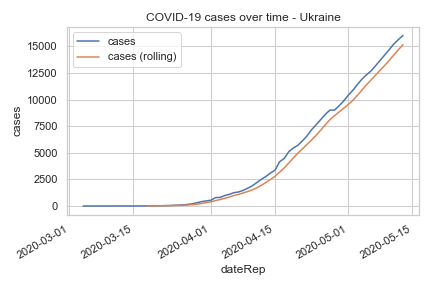 COVID-19 cases over time - Ukraine
cases
cases (rolling)
15000
12500
10000
7500
5000
2500
0
cases
2020-03-01
2020-03-15
2020-04-01
2020-04-15
2020-05-01
2020-05-15
dateRep